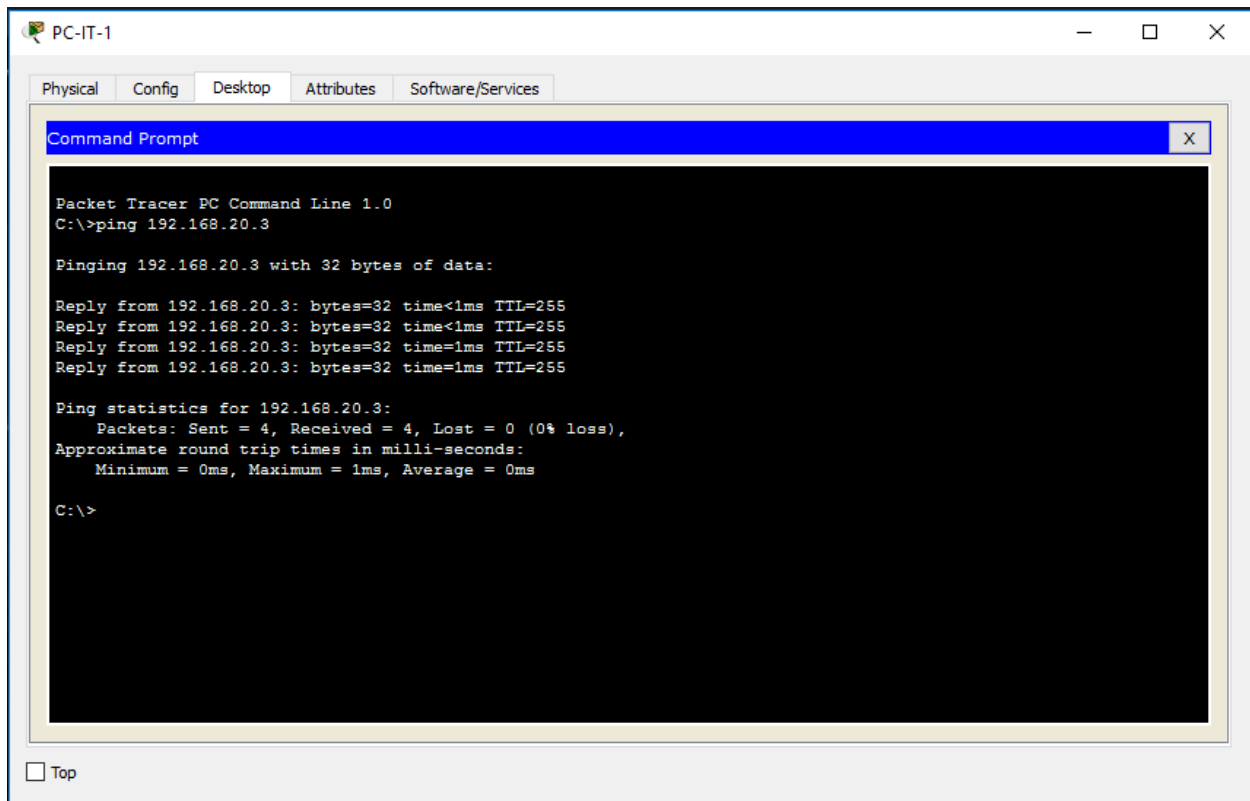 PC-IT-1
Physical Config Desktop Attributes Software/Services
Command Prompt X
Packet Tracer PC Command Line 1.0
C:\>ping 192.168.20.3
Pinging 192.168.20.3 with 32 bytes of data:
Reply from 192.168.20.3: bytes=32 time<1ms TTL=255
Reply from 192.168.20.3: bytes=32 time<1ms TTL=255
Reply from 192.168.20.3: bytes=32 time=1ms TTL=255
Reply from 192.168.20.3: bytes=32 time=1ms TTL=255
Ping statistics for 192.168.20.3:
    Packets: Sent = 4, Received = 4, Lost = 0 (0% loss),
Approximate round trip times in milli-seconds:
    Minimum = 0ms, Maximum = 1ms, Average = 0ms
C:\>
Top